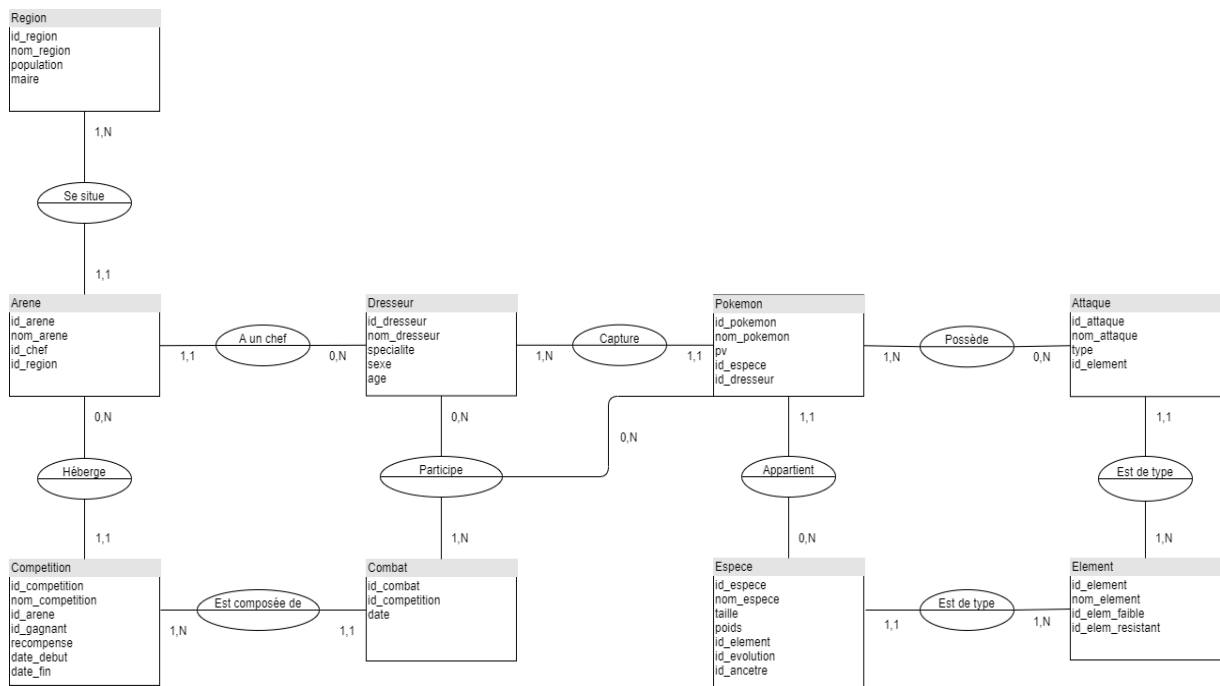 Region
id_region
nom_region
population
maire
1,N
Se situe
1,1
Arene
id_arene
nom_arene
id_chef
id_region
1,1
A un chef
0,N
Dresseur
id_dresseur
nom_dresseur
specialite
sexe
age
1,N
Capture
1,1
Pokemon
id_pokemon
nom_pokemon
pv
id_espece
id_dresseur
1,N
Possède
0,N
Attaque
id_attaque
nom_attaque
type
id_element
0,N
Héberge
1,1
0,N
Participe
0,N
1,N
1,1
Appartient
0,N
1,1
Est de type
1,N
Competition
id_competition
nom_competition
id_arene
id_gagnant
recompense
date_debut
date_fin
1,N
Est composée de
1,1
Combat
id_combat
id_competition
date
Espece
id_espece
nom_espece
taille
poids
id_element
id_evolution
id_ancetre
1,1
Est de type
1,N
Element
id_element
nom_element
id_elem_faible
id_elem_resistant